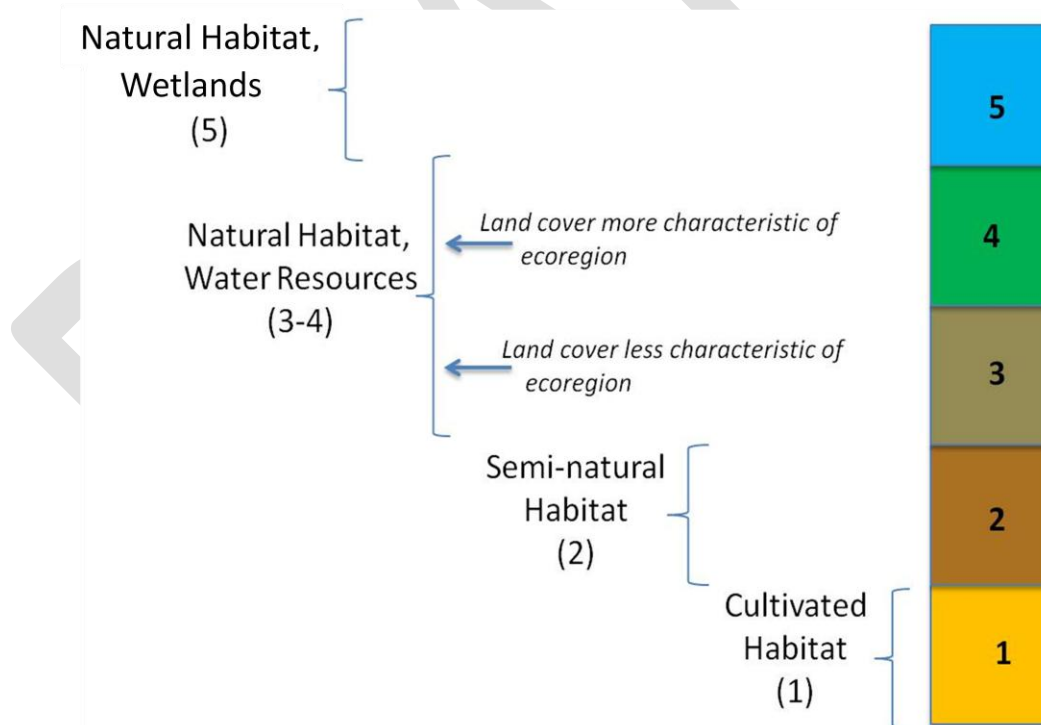 Natural Habitat,
Wetlands
(5)
5
Natural Habitat,
Water Resources
(3-4)
Land cover more characteristic of
ecoregion
4
Land cover less characteristic of
ecoregion
3
Semi-natural
Habitat
(2)
2
Cultivated
Habitat
(1)
1